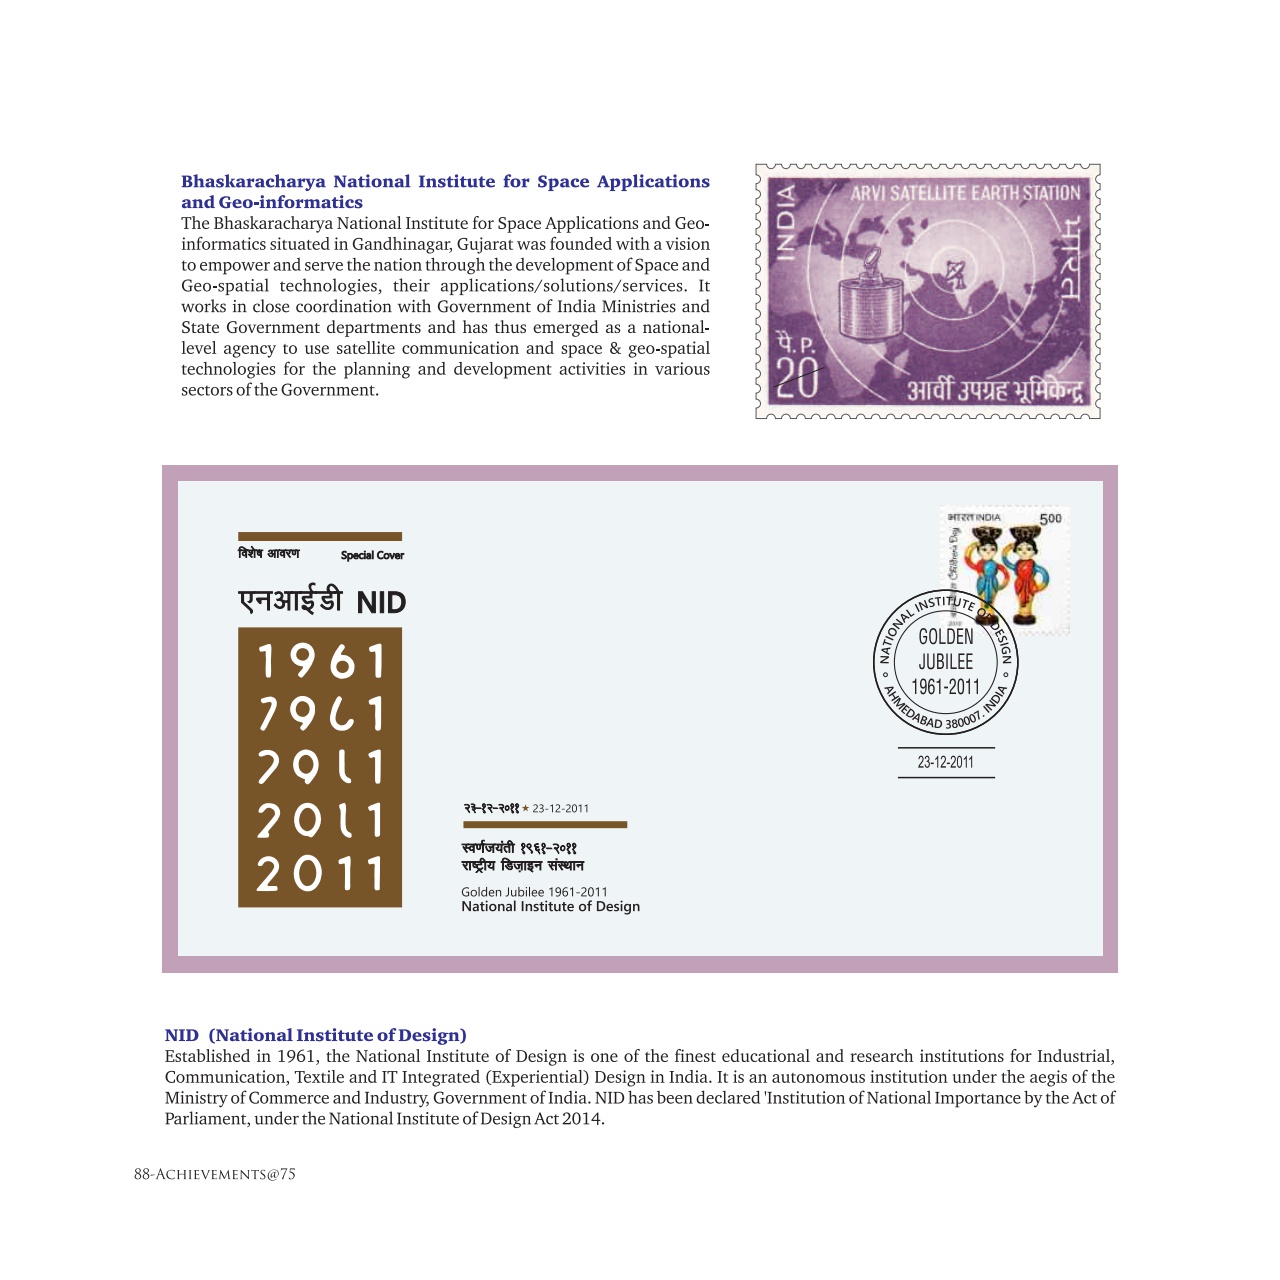 Bhaskaracharya National Institute for Space Applications
and Geo-informatics
The Bhaskaracharya National Institute for Space Applications and Geo-
informatics situated in Gandhinagar, Gujarat was founded with a vision
to empower and serve the nation through the development of Space and
Geo-spatial technologies, their applications/solutions/services. It
works in close coordination with Government of India Ministries and
State Government departments and has thus emerged as a national-
level agency to use satellite communication and space & geo-spatial
technologies for the planning and development activities in various
sectors of the Government.
ARVI SATELLITE EARTH STATION
INDIA
भारत
पै. P.
20
आर्वी उपग्रह भूमिकेन्द्र
विशेष आवरण Special Cover
एनआईडी NID
1961
2011
2011
भारत INDIA 5.00
Children's Day
2010
NATIONAL INSTITUTE OF DESIGN
GOLDEN
JUBILEE
1961-2011
AHMEDABAD 380007. INDIA
23-12-2011
२३-१२-२०११ ★ 23-12-2011
स्वर्णजयंती १९६१-२०११
राष्ट्रीय डिज़ाइन संस्थान
Golden Jubilee 1961-2011
National Institute of Design
NID (National Institute of Design)
Established in 1961, the National Institute of Design is one of the finest educational and research institutions for Industrial,
Communication, Textile and IT Integrated (Experiential) Design in India. It is an autonomous institution under the aegis of the
Ministry of Commerce and Industry, Government of India. NID has been declared 'Institution of National Importance by the Act of
Parliament, under the National Institute of Design Act 2014.
88-ACHIEVEMENTS@75